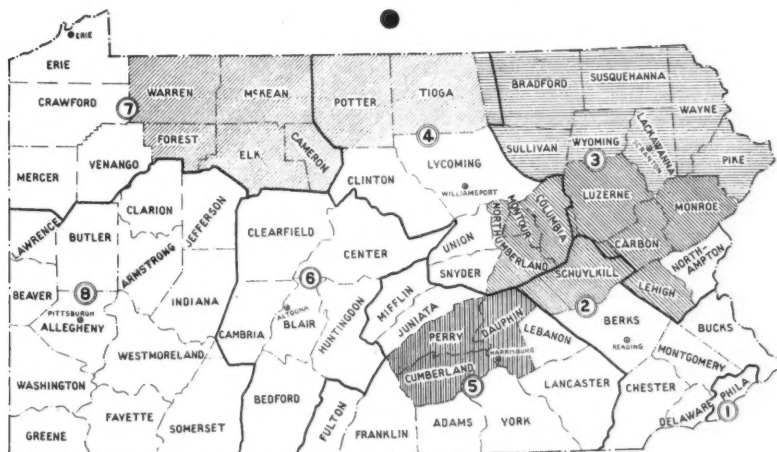 ERIE
ERIE
CRAWFORD
7
WARREN
McKEAN
POTTER
TIOGA
BRADFORD
SUSQUEHANNA
WAYNE
MERCER
VENANGO
FOREST
ELK
CAMERON
CLINTON
4
LYCOMING
WILLIAMSPORT
SULLIVAN
WYOMING
3
LACKAWANNA
SCRANTON
PIKE
LUZERNE
MONROE
CARBON
LAWRENCE
BUTLER
CLARION
ARMSTRONG
JEFFERSON
CLEARFIELD
CENTER
UNION
SNYDER
NORTHUMBERLAND
MONTOUR
COLUMBIA
SCHUYLKILL
LEHIGH
NORTH-
AMPTON
BEAVER
8
PITTSBURGH
ALLEGHENY
INDIANA
CAMBRIA
6
ALTOONA
BLAIR
HUNTINGDON
MIFFLIN
JUNIATA
PERRY
DAUPHIN
LEBANON
HARRISBURG
2
BERKS
READING
BUCKS
MONTGOMERY
WASHINGTON
WESTMORELAND
CUMBERLAND
5
LANCASTER
CHESTER
DELAWARE
PHILA
1
GREENE
FAYETTE
SOMERSET
BEDFORD
FULTON
FRANKLIN
ADAMS
YORK